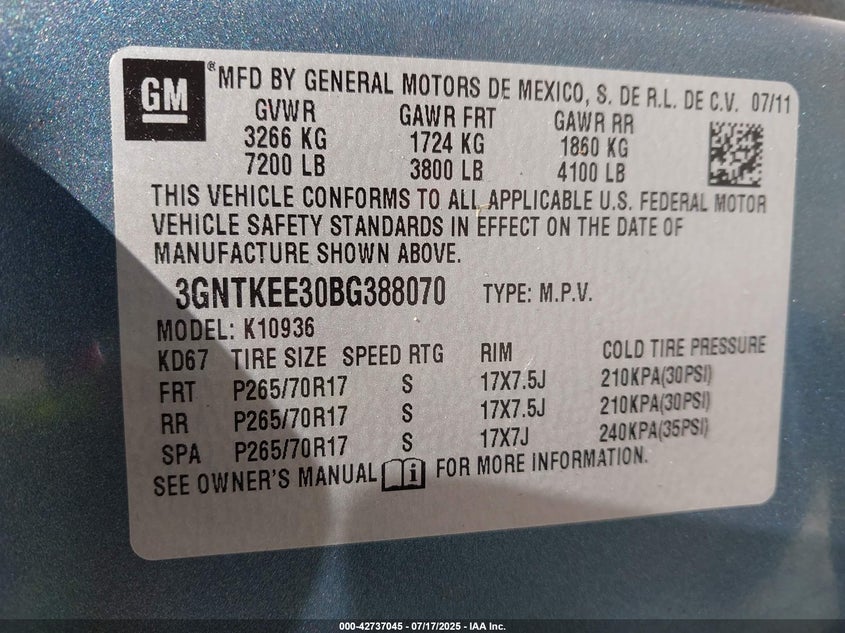 GM ® MFD BY GENERAL MOTORS DE MEXICO, S. DE R.L. DE C.V. 07/11
GVWR GAWR FRT GAWR RR
3266 KG 1724 KG 1860 KG
7200 LB 3800 LB 4100 LB
THIS VEHICLE CONFORMS TO ALL APPLICABLE U.S. FEDERAL MOTOR
VEHICLE SAFETY STANDARDS IN EFFECT ON THE DATE OF
MANUFACTURE SHOWN ABOVE.
3GNTKEE30BG388070 TYPE: M.P.V.
MODEL: K10936
KD67 TIRE SIZE SPEED RTG RIM COLD TIRE PRESSURE
FRT P265/70R17 S 17X7.5J 210KPA(30PSI)
RR P265/70R17 S 17X7.5J 210KPA(30PSI)
SPA P265/70R17 S 17X7J 240KPA(35PSI)
SEE OWNER'S MANUAL i FOR MORE INFORMATION.
000-42737045 - 07/17/2025 - IAA Inc.